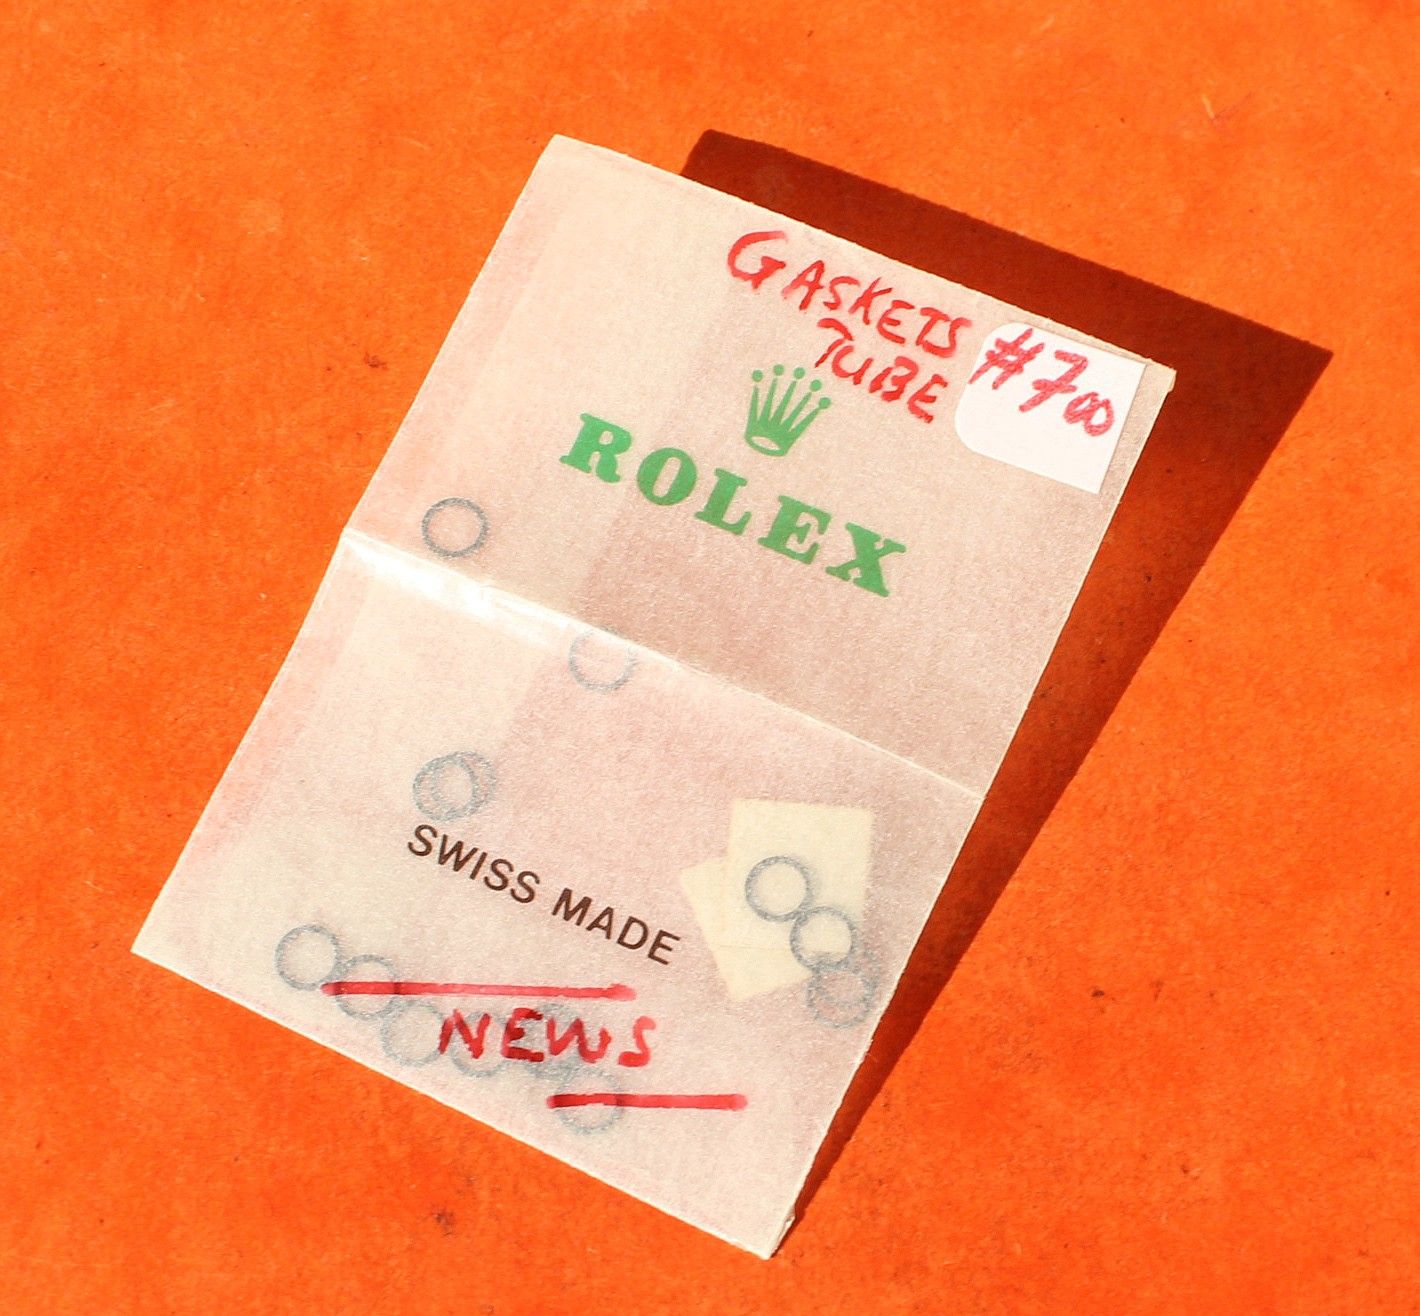 GASKETS
TUBE
#700
ROLEX
SWISS MADE
NEWS